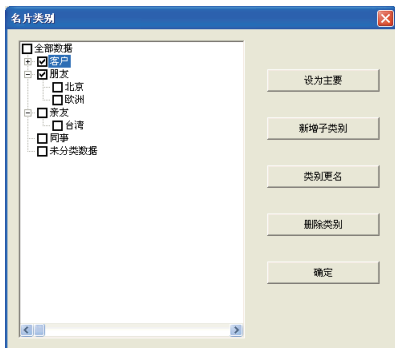 名片类别
全部数据
客户
朋友
北京
欧洲
亲友
台湾
同事
未分类数据
设为主要
新增子类别
类别更名
删除类别
确定